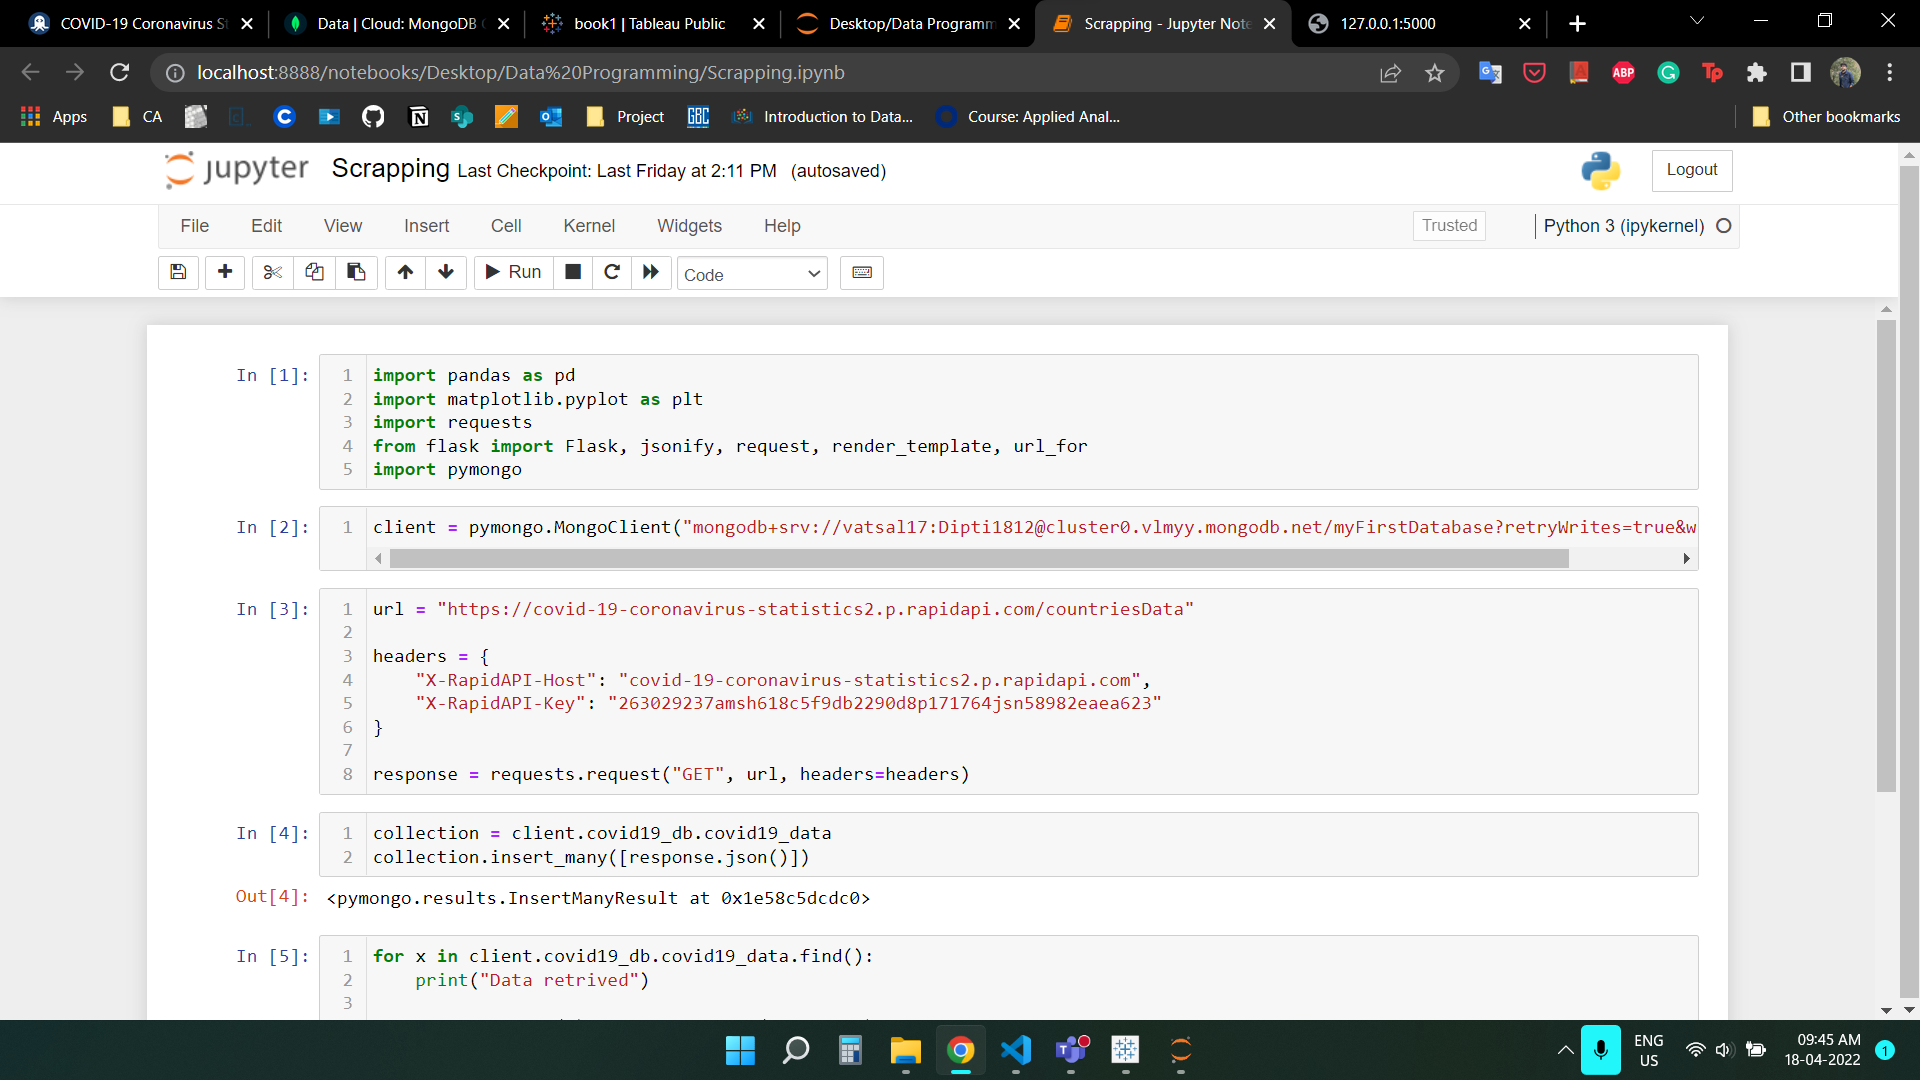 COVID-19 Coronavirus St
Data | Cloud: MongoDB
book1 | Tableau Public
Desktop/Data Programm
Scrapping - Jupyter Note
127.0.0.1:5000
localhost:8888/notebooks/Desktop/Data%20Programming/Scrapping.ipynb
Apps
CA
Project
GBC
Introduction to Data...
Course: Applied Anal...
Other bookmarks
ABP
Tp
jupyter
Scrapping Last Checkpoint: Last Friday at 2:11 PM (autosaved)
Logout
File Edit View Insert Cell Kernel Widgets Help
Trusted
Python 3 (ipykernel)
Run
Code
In [1]:
1 import pandas as pd
2 import matplotlib.pyplot as plt
3 import requests
4 from flask import Flask, jsonify, request, render_template, url_for
5 import pymongo
In [2]:
1 client = pymongo.MongoClient("mongodb+srv://vatsal17:Dipti1812@cluster0.vlmyy.mongodb.net/myFirstDatabase?retryWrites=true&w
In [3]:
1 url = "https://covid-19-coronavirus-statistics2.p.rapidapi.com/countriesData"
2
3 headers = {
4 "X-RapidAPI-Host": "covid-19-coronavirus-statistics2.p.rapidapi.com",
5 "X-RapidAPI-Key": "263029237amsh618c5f9db2290d8p171764jsn58982eaea623"
6 }
7
8 response = requests.request("GET", url, headers=headers)
In [4]:
1 collection = client.covid19_db.covid19_data
2 collection.insert_many([response.json()])
Out[4]: <pymongo.results.InsertManyResult at 0x1e58c5dcdc0>
In [5]:
1 for x in client.covid19_db.covid19_data.find():
2 print("Data retrived")
3
ENG
US
09:45 AM
18-04-2022
1